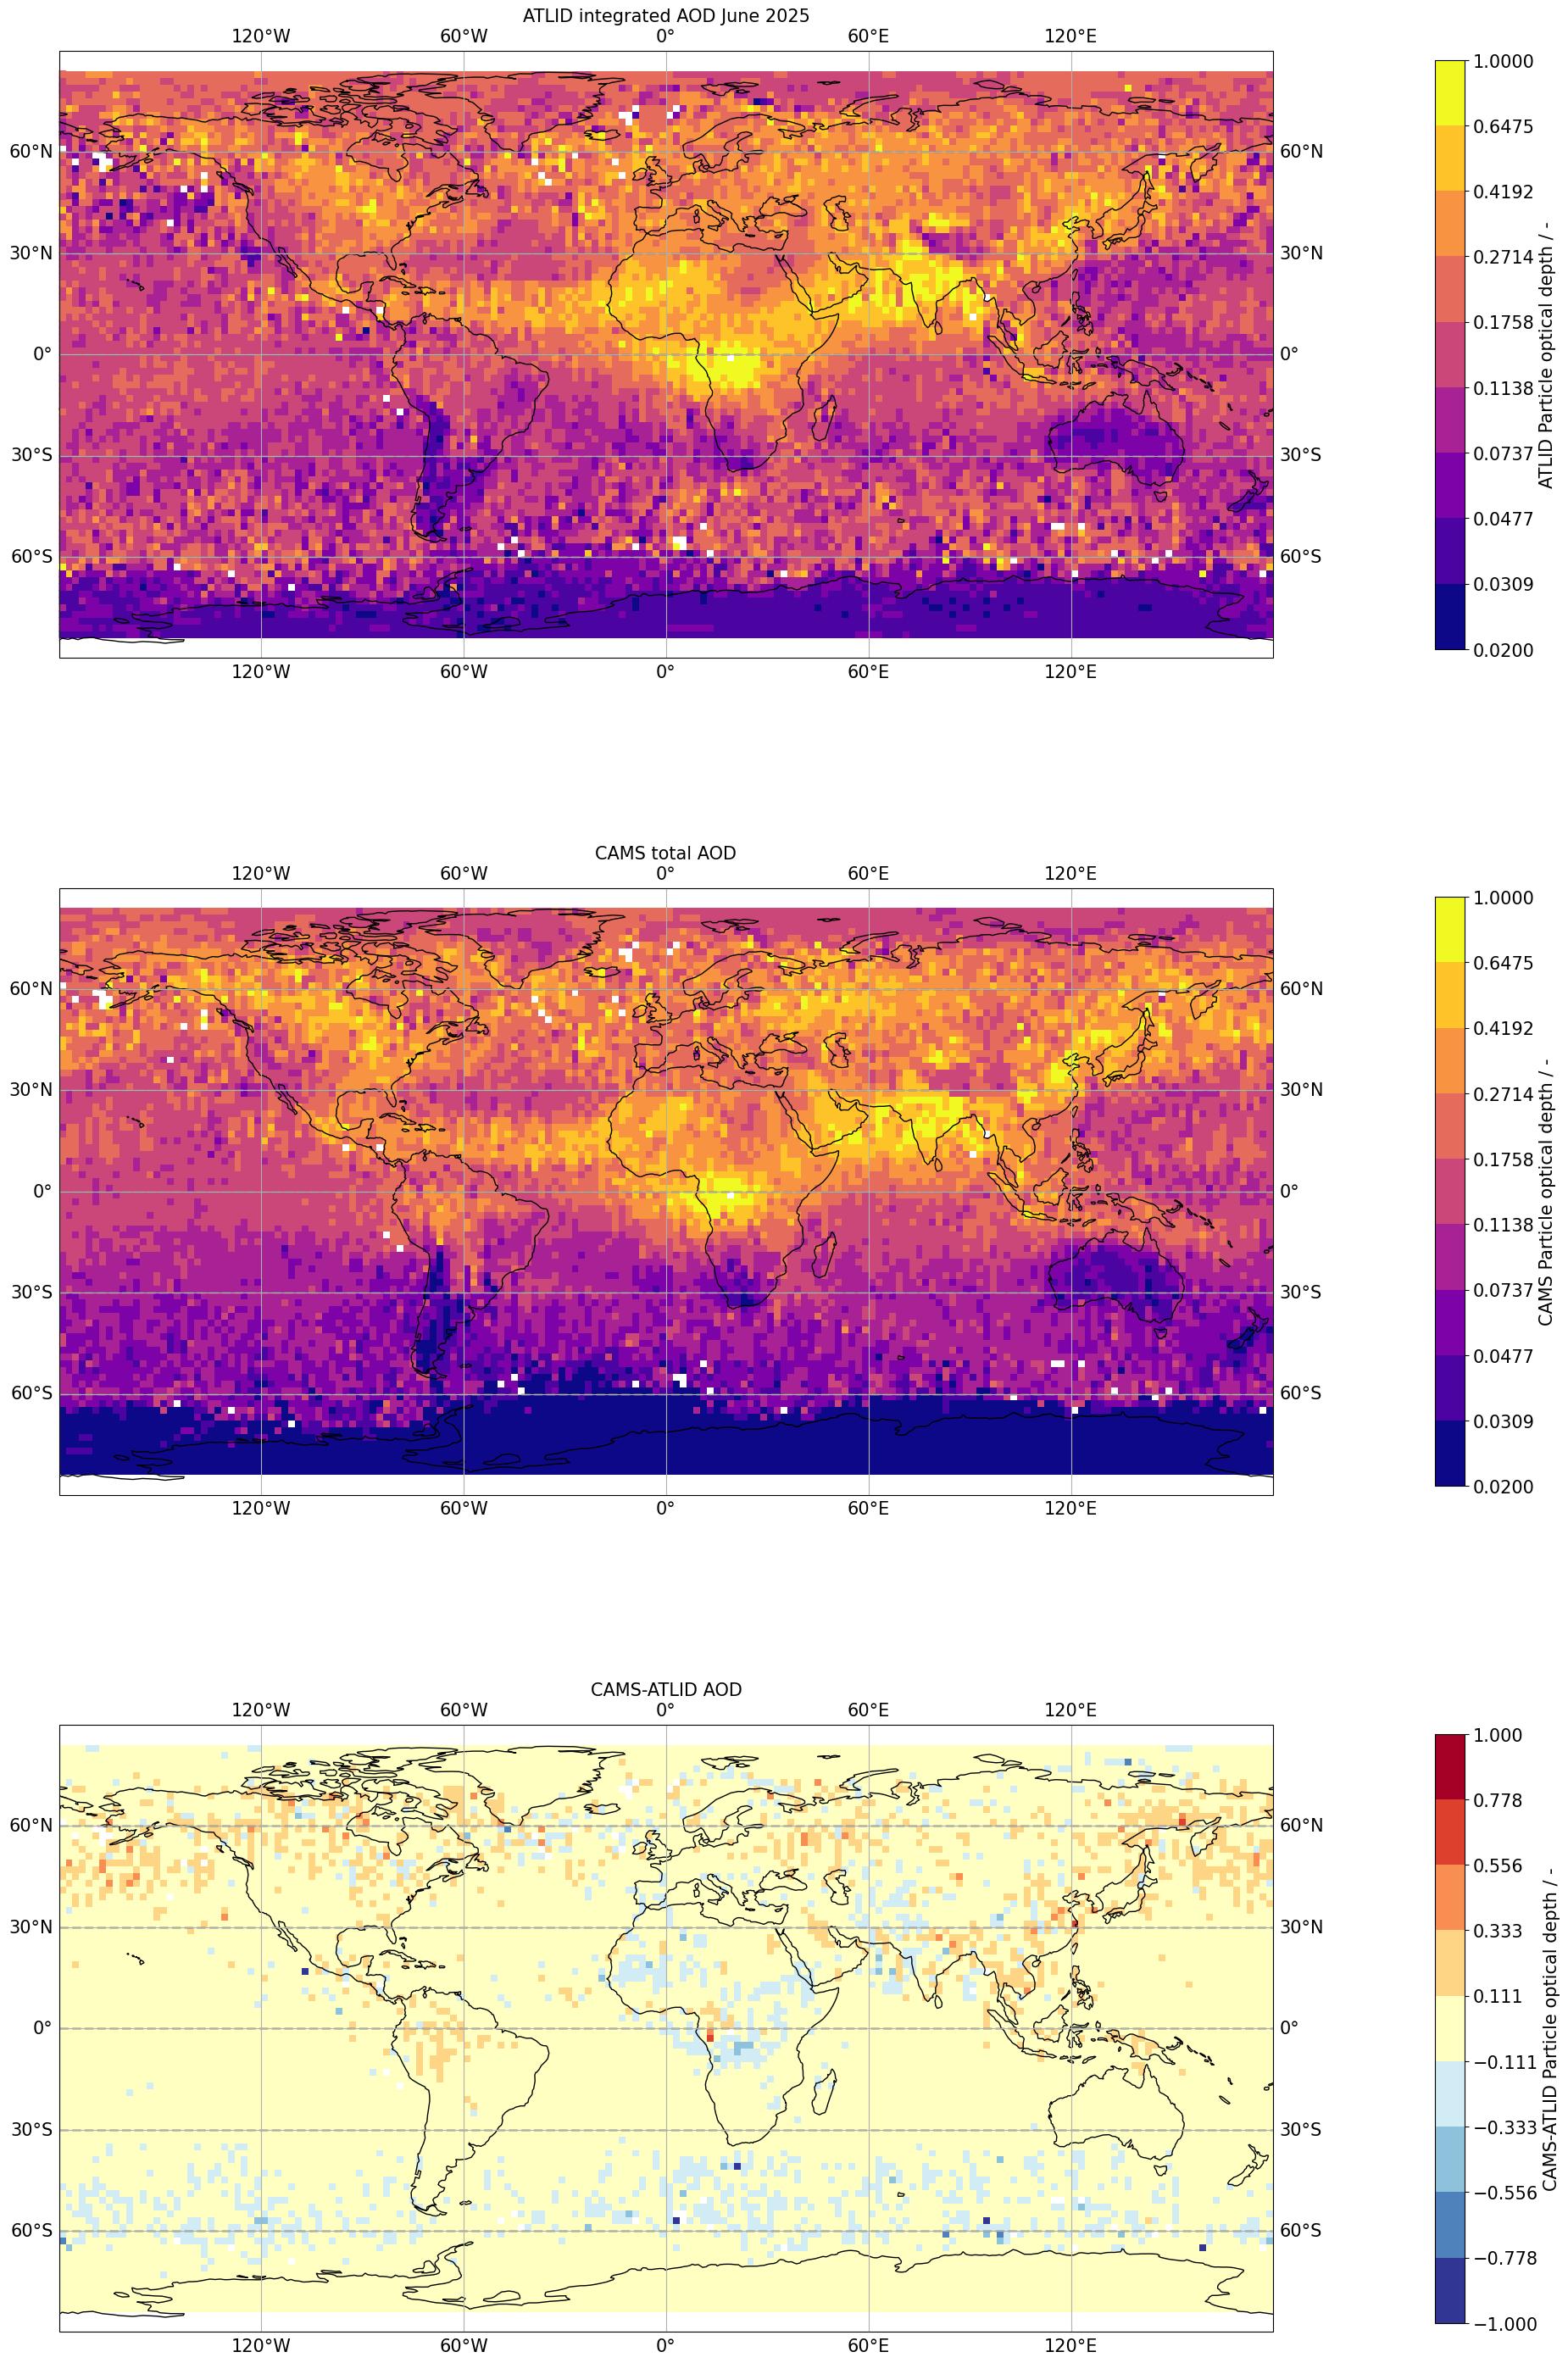 ATLID integrated AOD June 2025
120°W 60°W 0° 60°E 120°E
60°N 60°N
30°N 30°N
0° 0°
30°S 30°S
60°S 60°S
120°W 60°W 0° 60°E 120°E
1.0000
0.6475
0.4192
0.2714
0.1758
0.1138
0.0737
0.0477
0.0309
0.0200
ATLID Particle optical depth / -
CAMS total AOD
120°W 60°W 0° 60°E 120°E
60°N 60°N
30°N 30°N
0° 0°
30°S 30°S
60°S 60°S
120°W 60°W 0° 60°E 120°E
1.0000
0.6475
0.4192
0.2714
0.1758
0.1138
0.0737
0.0477
0.0309
0.0200
CAMS Particle optical depth / -
CAMS-ATLID AOD
120°W 60°W 0° 60°E 120°E
60°N 60°N
30°N 30°N
0° 0°
30°S 30°S
60°S 60°S
120°W 60°W 0° 60°E 120°E
1.000
0.778
0.556
0.333
0.111
−0.111
−0.333
−0.556
−0.778
−1.000
CAMS-ATLID Particle optical depth / -